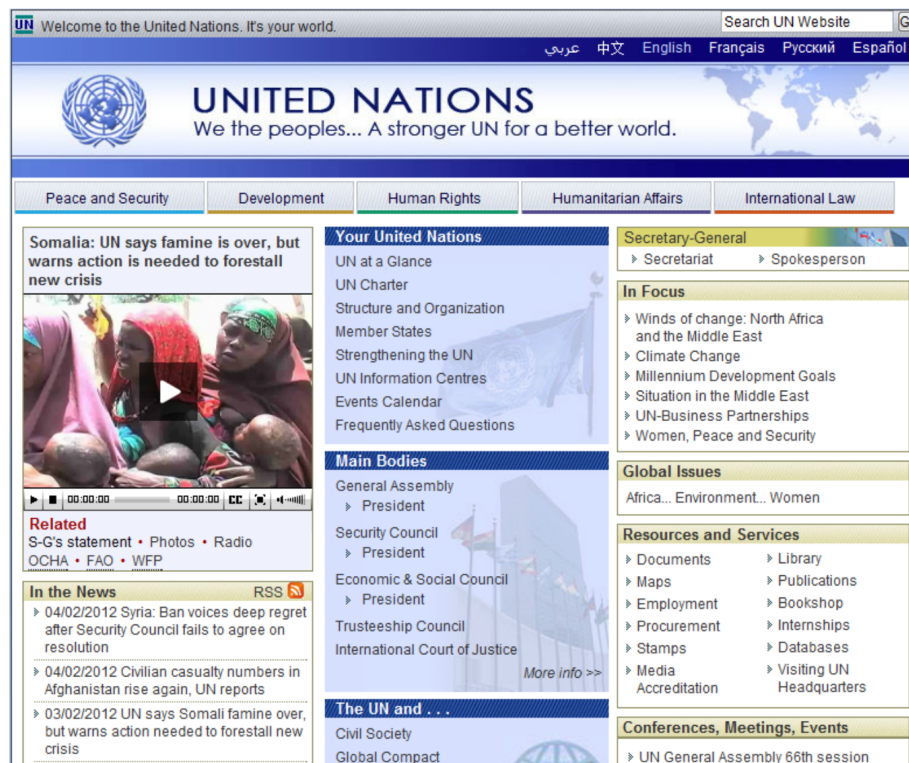 UN Welcome to the United Nations. It's your world.
Search UN Website
عربي 中文 English Français Русский Español
UNITED NATIONS
We the peoples... A stronger UN for a better world.
Peace and Security Development Human Rights Humanitarian Affairs International Law
Somalia: UN says famine is over, but
warns action is needed to forestall
new crisis
00:00:00 00:00:00 CC
Related
S-G's statement • Photos • Radio
OCHA • FAO • WFP
In the News RSS
04/02/2012 Syria: Ban voices deep regret
after Security Council fails to agree on
resolution
04/02/2012 Civilian casualty numbers in
Afghanistan rise again, UN reports
03/02/2012 UN says Somali famine over,
but warns action needed to forestall new
crisis
Your United Nations
UN at a Glance
UN Charter
Structure and Organization
Member States
Strengthening the UN
UN Information Centres
Events Calendar
Frequently Asked Questions
Main Bodies
General Assembly
President
Security Council
President
Economic & Social Council
President
Trusteeship Council
International Court of Justice
More info >>
The UN and . . .
Civil Society
Global Compact
Secretary-General
Secretariat Spokesperson
In Focus
Winds of change: North Africa
and the Middle East
Climate Change
Millennium Development Goals
Situation in the Middle East
UN-Business Partnerships
Women, Peace and Security
Global Issues
Africa... Environment... Women
Resources and Services
Documents
Maps
Employment
Procurement
Stamps
Media
Accreditation
Library
Publications
Bookshop
Internships
Databases
Visiting UN
Headquarters
Conferences, Meetings, Events
UN General Assembly 66th session